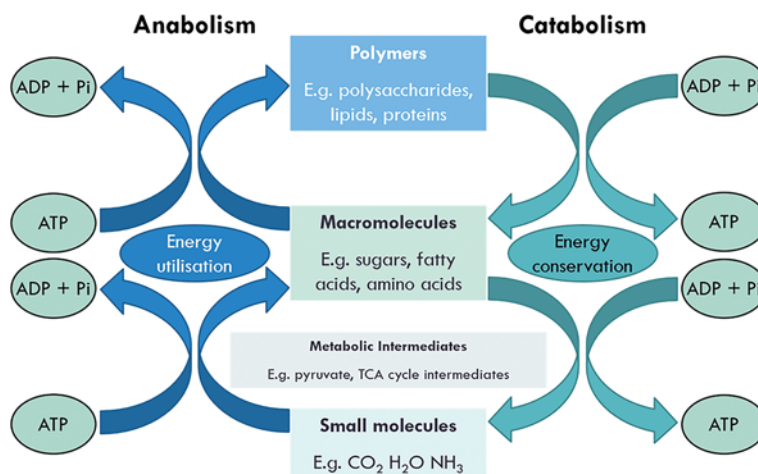 Anabolism
Catabolism
Polymers
E.g. polysaccharides,
lipids, proteins
ADP + Pi
ADP + Pi
ATP
ATP
Macromolecules
E.g. sugars, fatty
acids, amino acids
Energy
utilisation
Energy
conservation
ADP + Pi
ADP + Pi
Metabolic Intermediates
E.g. pyruvate, TCA cycle intermediates
ATP
ATP
Small molecules
E.g. CO₂ H₂O NH₃